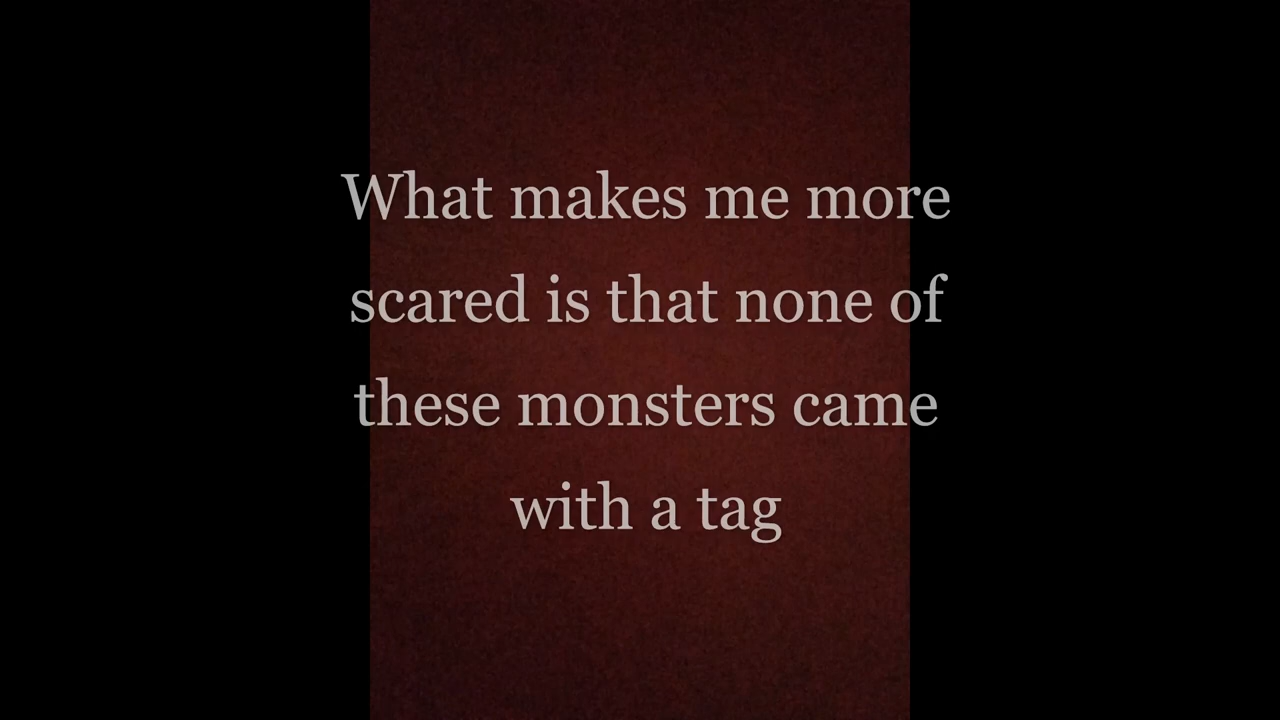 What makes me more
scared is that none of
these monsters came
with a tag